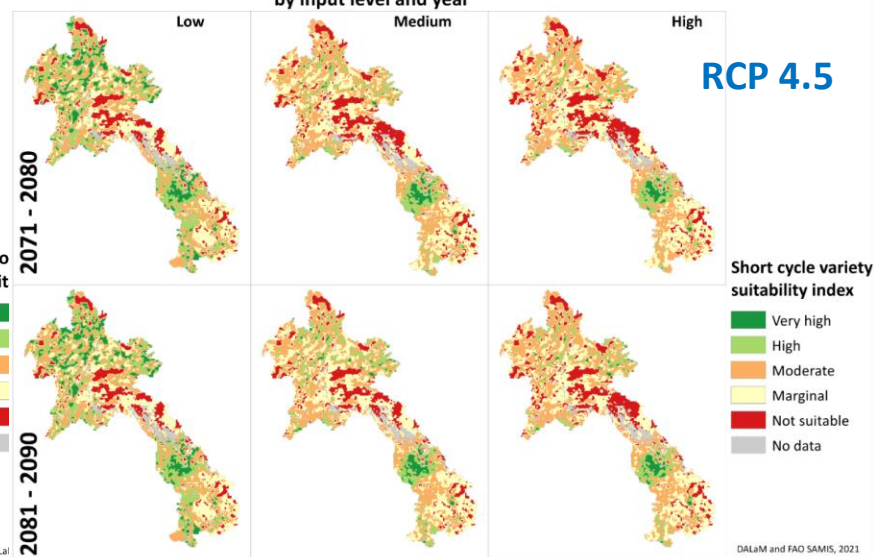 by input level and year
Low
Medium
High
RCP 4.5
2071 - 2080
2081 - 2090
Short cycle variety
suitability index
Very high
High
Moderate
Marginal
Not suitable
No data
DALaM and FAO SAMIS, 2021